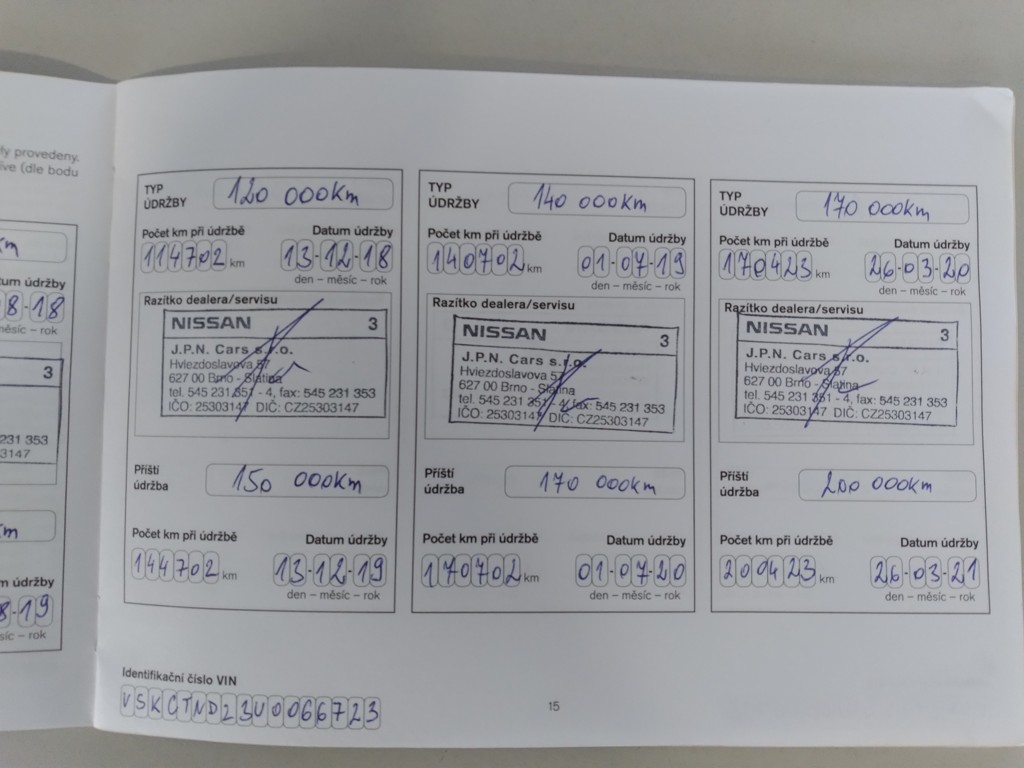 ly provedeny.
íve (dle bodu
km
um údržby
8-18
měsíc – rok
3
231 353
3147
km
m údržby
8-19
síc – rok
TYP ÚDRŽBY
120 000km
Počet km při údržbě
Datum údržby
114702 km
13-12-18
den – měsíc – rok
Razítko dealera/servisu
NISSAN 3
J.P.N. Cars s.r.o.
Hviezdoslavova 57
627 00 Brno - Slatina
tel. 545 231 351 - 4, fax: 545 231 353
IČO: 25303147 DIČ: CZ25303147
Příští údržba
150 000km
Počet km při údržbě
Datum údržby
144702 km
13-12-19
den – měsíc – rok
TYP ÚDRŽBY
140 000km
Počet km při údržbě
Datum údržby
140702 km
01-07-19
den – měsíc – rok
Razítko dealera/servisu
NISSAN 3
J.P.N. Cars s.r.o.
Hviezdoslavova 57
627 00 Brno - Slatina
tel. 545 231 351 - 4, fax: 545 231 353
IČO: 25303147 DIČ: CZ25303147
Příští údržba
170 000km
Počet km při údržbě
Datum údržby
170702 km
01-07-20
den – měsíc – rok
TYP ÚDRŽBY
170 000km
Počet km při údržbě
Datum údržby
170423 km
26-03-20
den – měsíc – rok
Razítko dealera/servisu
NISSAN 3
J.P.N. Cars s.r.o.
Hviezdoslavova 57
627 00 Brno - Slatina
tel. 545 231 351 - 4, fax: 545 231 353
IČO: 25303147 DIČ: CZ25303147
Příští údržba
200 000km
Počet km při údržbě
Datum údržby
200423 km
26-03-21
den – měsíc – rok
Identifikační číslo VIN
VSKCTND23U0066723
15